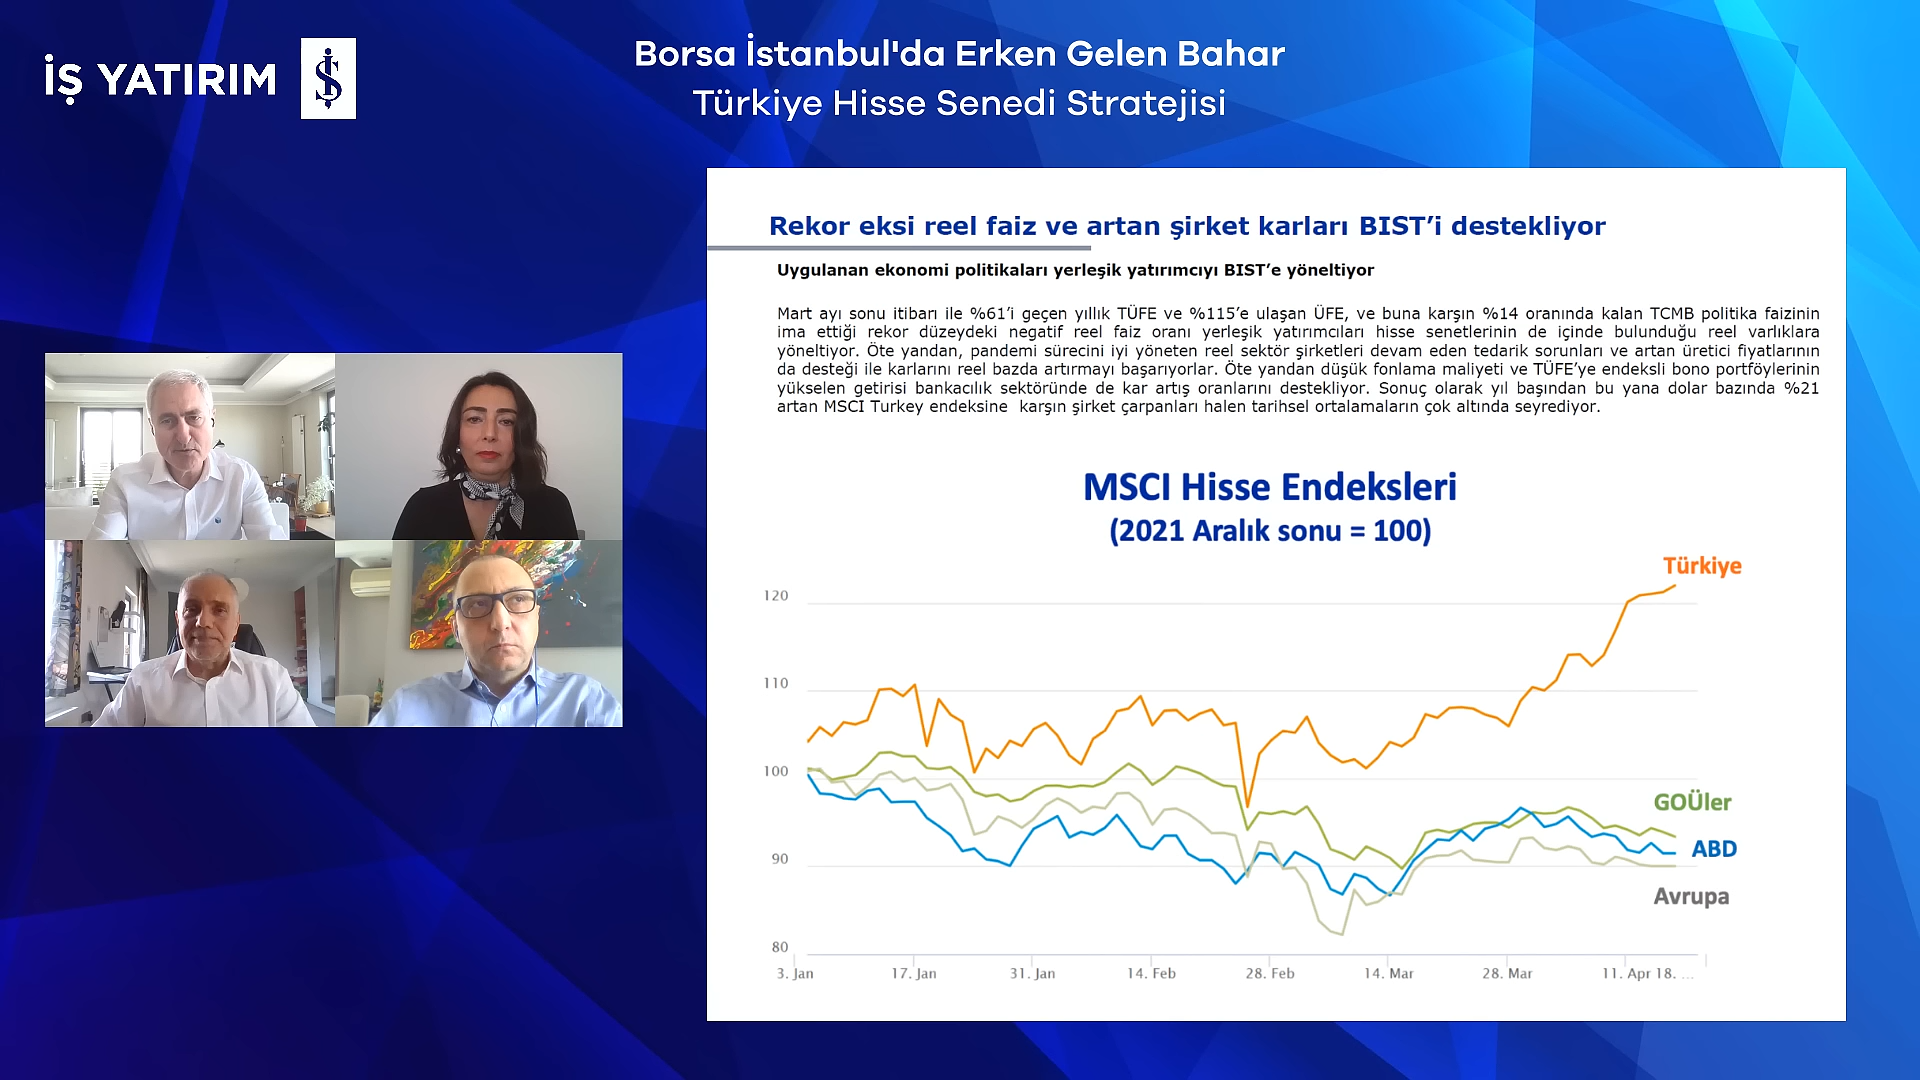 İŞ YATIRIM
Borsa İstanbul'da Erken Gelen Bahar
Türkiye Hisse Senedi Stratejisi
Rekor eksi reel faiz ve artan şirket karları BIST’i destekliyor
Uygulanan ekonomi politikaları yerleşik yatırımcıyı BIST’e yöneltiyor
Mart ayı sonu itibarı ile %61’i geçen yıllık TÜFE ve %115’e ulaşan ÜFE, ve buna karşın %14 oranında kalan TCMB politika faizinin
ima ettiği rekor düzeydeki negatif reel faiz oranı yerleşik yatırımcıları hisse senetlerinin de içinde bulunduğu reel varlıklara
yöneltiyor. Öte yandan, pandemi sürecini iyi yöneten reel sektör şirketleri devam eden tedarik sorunları ve artan üretici fiyatlarının
da desteği ile karlarını reel bazda artırmayı başarıyorlar. Öte yandan düşük fonlama maliyeti ve TÜFE’ye endeksli bono portföylerinin
yükselen getirisi bankacılık sektöründe de kar artış oranlarını destekliyor. Sonuç olarak yıl başından bu yana dolar bazında %21
artan MSCI Turkey endeksine karşın şirket çarpanları halen tarihsel ortalamaların çok altında seyrediyor.
MSCI Hisse Endeksleri
(2021 Aralık sonu = 100)
Türkiye
120
110
100
GOÜler
ABD
90
Avrupa
80
3. Jan 17. Jan 31. Jan 14. Feb 28. Feb 14. Mar 28. Mar 11. Apr 18. ...